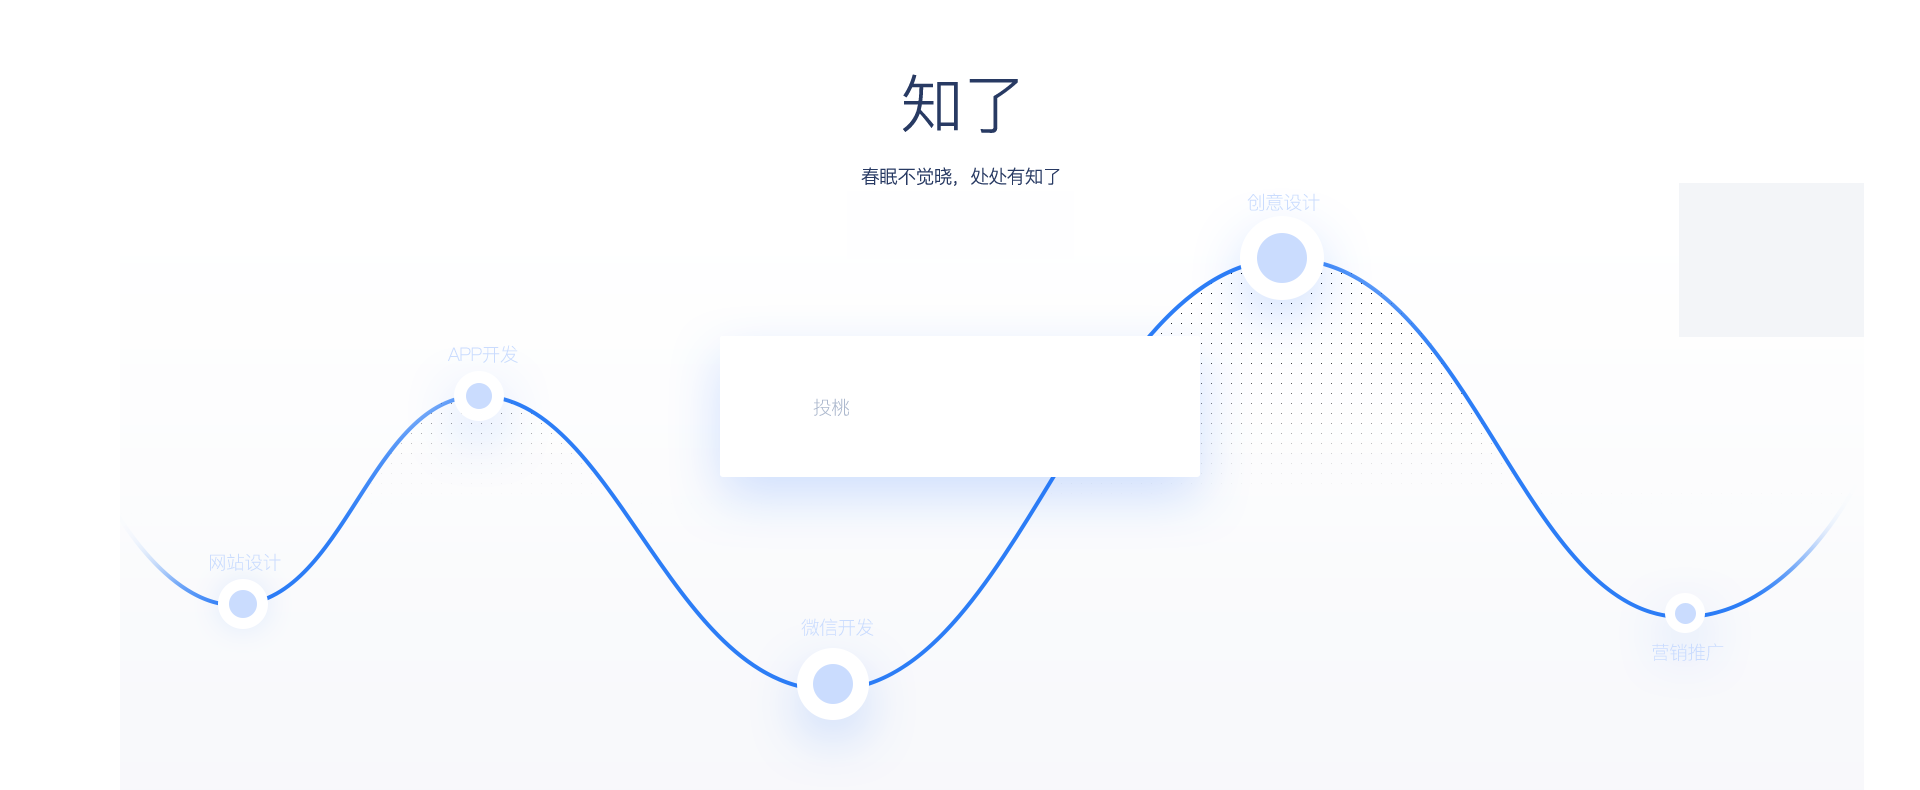 知了
春眠不觉晓，处处有知了
创意设计
APP开发
投桃
网站设计
微信开发
营销推广